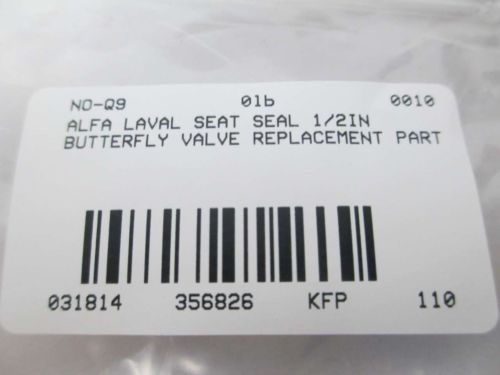 NO-Q9 01b 0010
ALFA LAVAL SEAT SEAL 1/2IN
BUTTERFLY VALVE REPLACEMENT PART
031814 356826 KFP 110